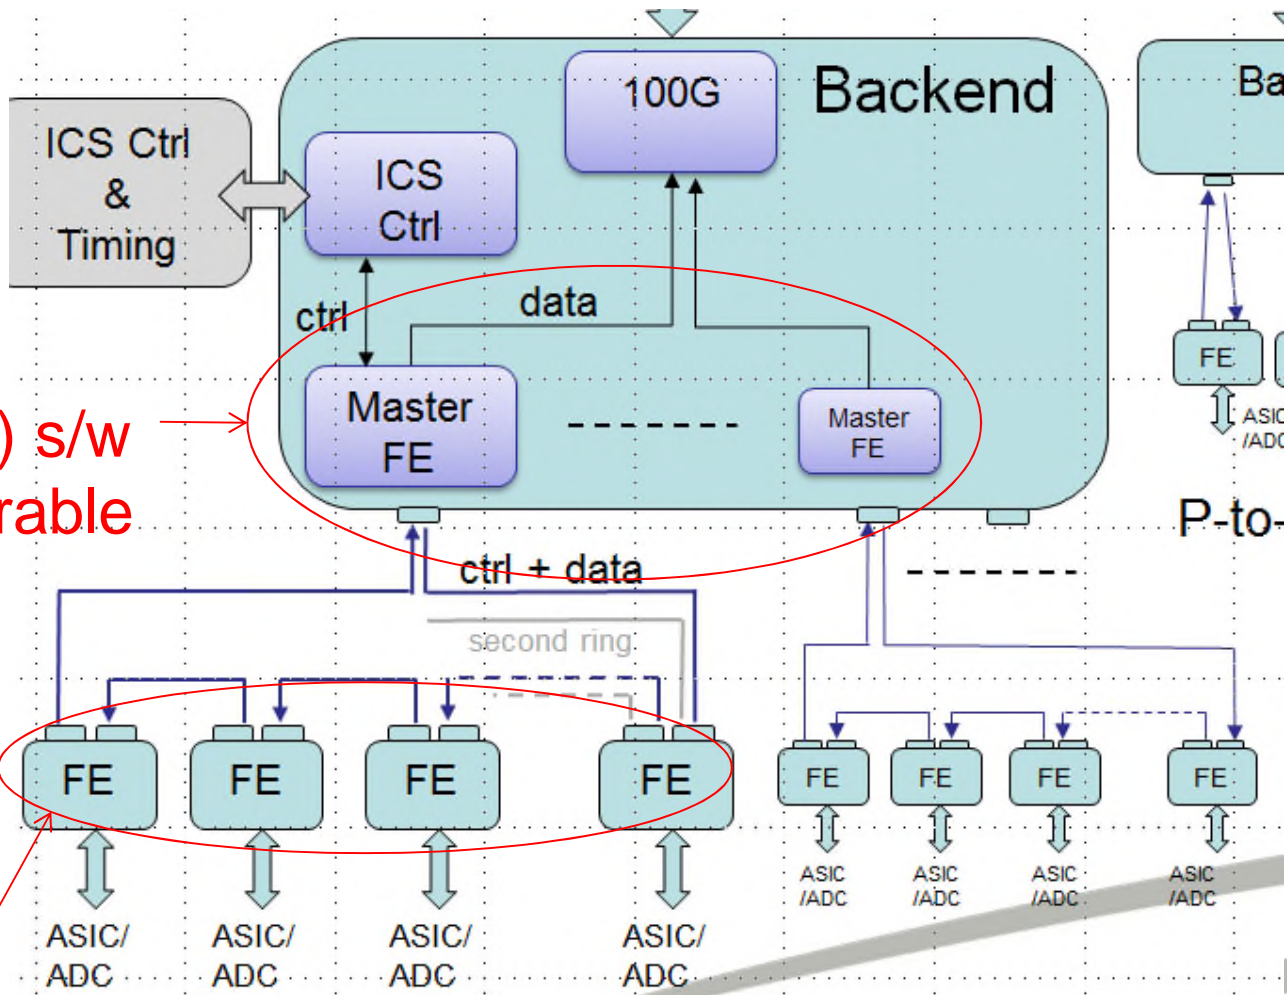 100G
Backend
Ba
ICS Ctrl
&
Timing
ICS
Ctrl
ctrl
data
Master
FE
Master
FE
FE
ASIC
/ADC
) s/w
rable
P-to-
ctrl + data
second ring
FE
FE
FE
FE
FE
FE
FE
FE
ASIC/
ADC
ASIC/
ADC
ASIC/
ADC
ASIC/
ADC
ASIC
/ADC
ASIC
/ADC
ASIC
/ADC
ASIC
/ADC